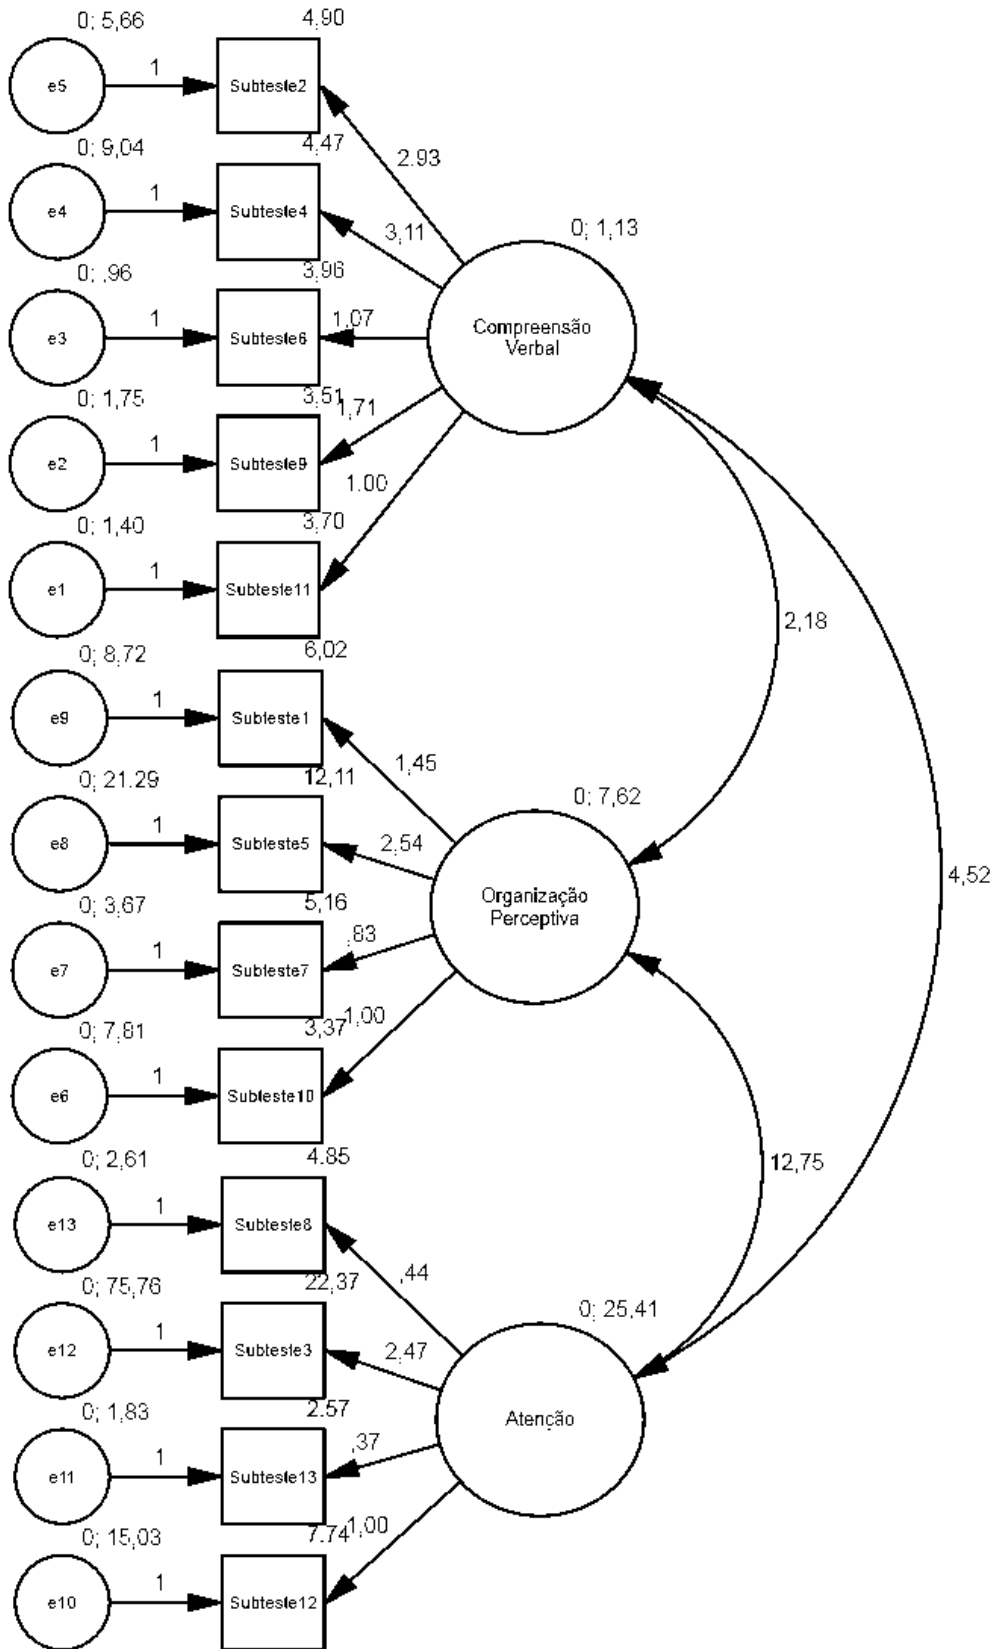 0; 5,66
4,90
e5
1
Subteste2
2.93
0; 9,04
4,47
e4
1
Subteste4
3,11
0; ,96
3,96
e3
1
Subteste6
1,07
0; 1,13
Compreensão
Verbal
0; 1,75
3,51
e2
1
Subteste9
1,71
0; 1,40
3,70
e1
1
Subteste11
1.00
2,18
0; 8,72
6,02
e9
1
Subteste1
1,45
0; 21.29
12,11
e8
1
Subteste5
2,54
0; 7,62
Organização
Perceptiva
4,52
0; 3,67
5,16
e7
1
Subteste7
,83
0; 7,81
3,37
e6
1
Subteste10
1,00
12,75
0; 2,61
4.85
e13
1
Subteste8
,44
0; 75,76
22,37
e12
1
Subteste3
2,47
0; 25,41
Atenção
0; 1,83
2.57
e11
1
Subteste13
,37
0; 15,03
7.74
e10
1
Subteste12
1,00